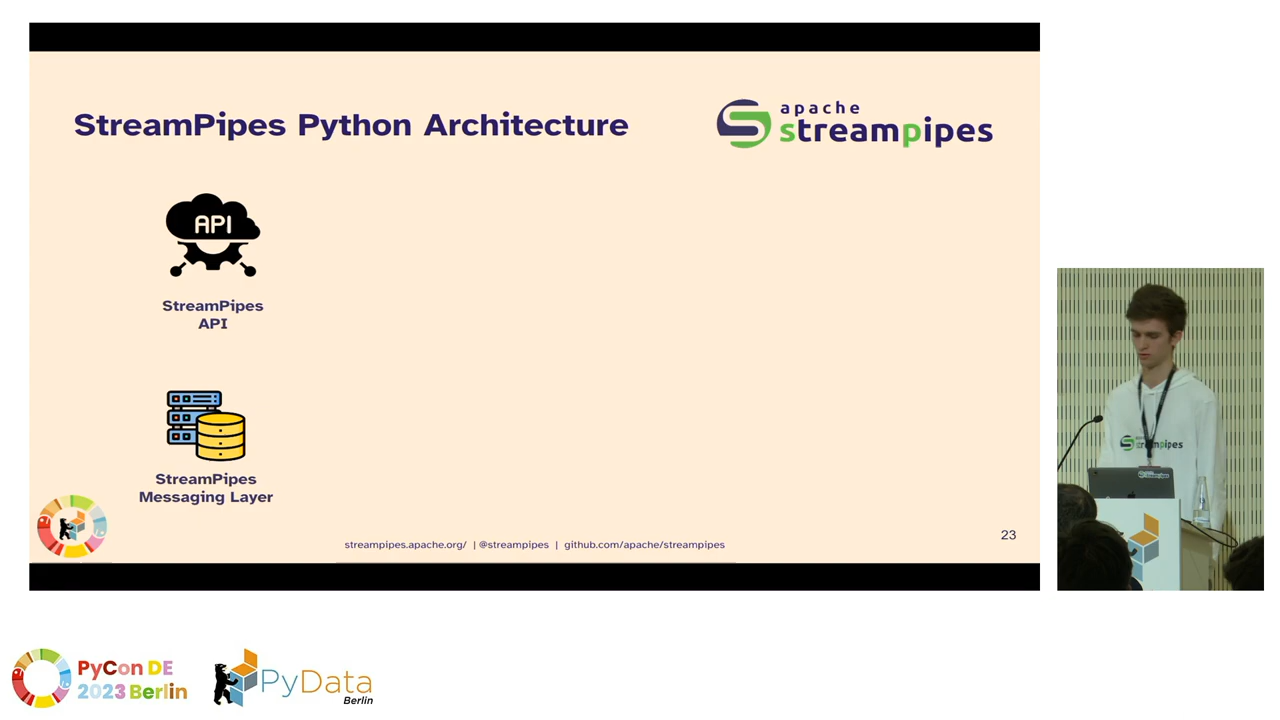 StreamPipes Python Architecture
apache
streampipes
API
StreamPipes
API
StreamPipes
Messaging Layer
streampipes.apache.org/ | @streampipes | github.com/apache/streampipes
23
streampipes
PyCon DE
2023 Berlin
PyData
Berlin